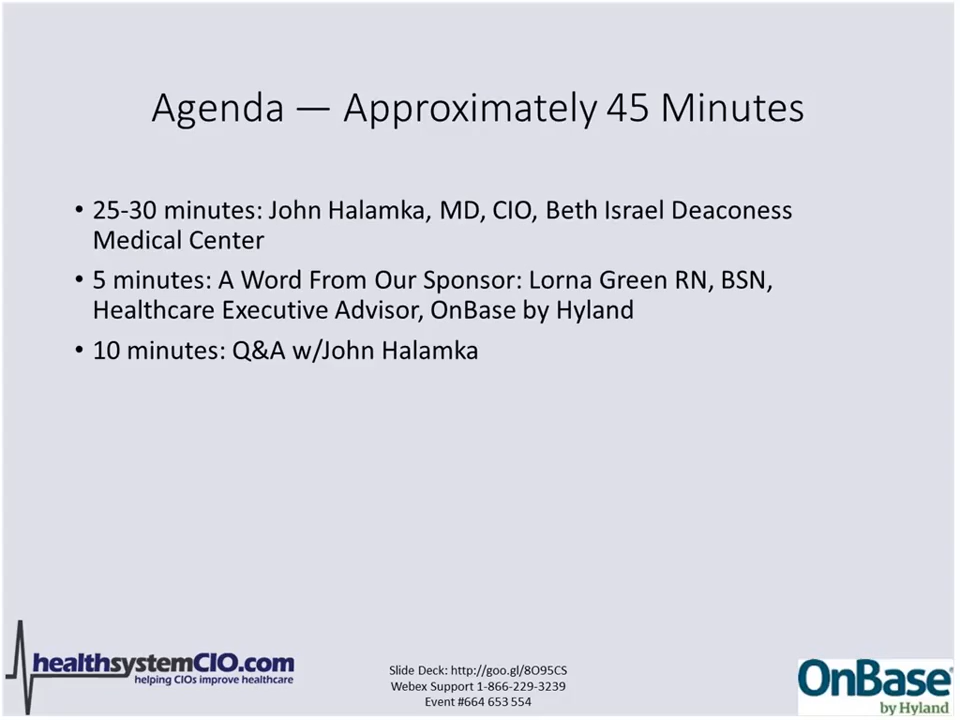 Agenda — Approximately 45 Minutes
• 25-30 minutes: John Halamka, MD, CIO, Beth Israel Deaconess
Medical Center
• 5 minutes: A Word From Our Sponsor: Lorna Green RN, BSN,
Healthcare Executive Advisor, OnBase by Hyland
• 10 minutes: Q&A w/John Halamka
healthsystemCIO.com
helping CIOs improve healthcare
Slide Deck: http://goo.gl/8O95CS
Webex Support 1-866-229-3239
Event #664 653 554
OnBase
by Hyland